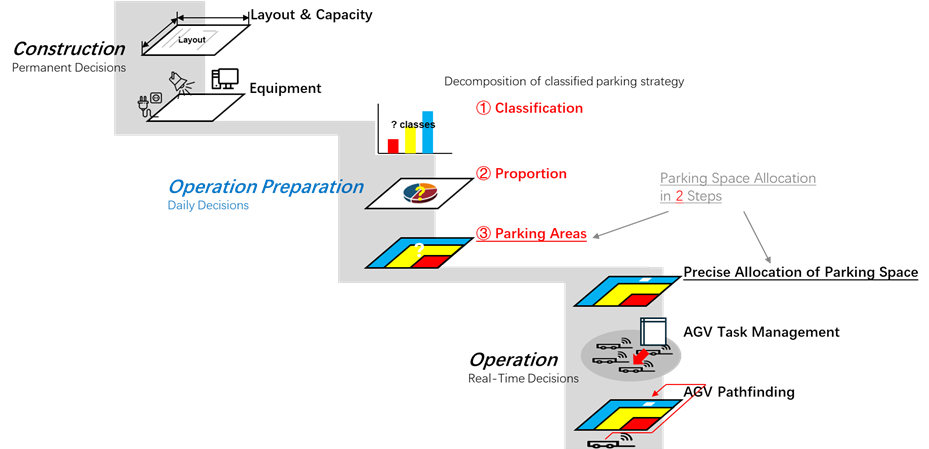 Layout & Capacity
Layout
Construction
Permanent Decisions
Equipment
Decomposition of classified parking strategy
① Classification
? classes
② Proportion
?
Operation Preparation
Daily Decisions
Parking Space Allocation
in 2 Steps
③ Parking Areas
?
Precise Allocation of Parking Space
AGV Task Management
Operation
Real-Time Decisions
AGV Pathfinding